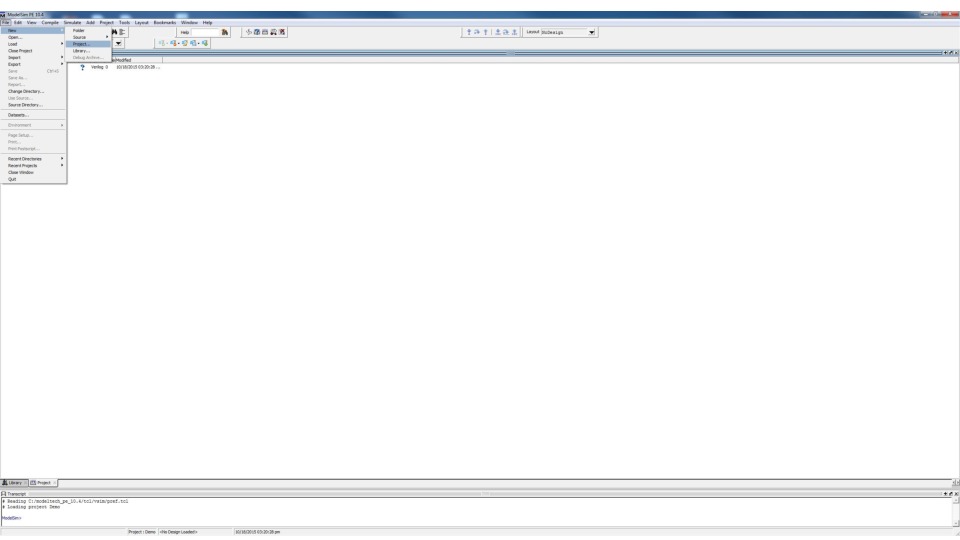 ModelSim PE 10.4
File Edit View Compile Simulate Add Project Tools Layout Bookmarks Window Help
New
Open...
Load
Close Project
Import
Export
Save Ctrl+S
Save As...
Report...
Change Directory...
Use Source...
Source Directory...
Datasets...
Environment
Page Setup...
Print...
Print Postscript...
Recent Directories
Recent Projects
Close Window
Quit
Folder
Source
Project...
Library...
Debug Archive...
Help
Layout
Modified
? Verilog 0 10/18/2015 03:20:28 ...
Library
Project
Transcript
# Reading C:/modeltech_pe_10.4/tcl/vsim/pref.tcl
# Loading project Demo
ModelSim>
Project : Demo <No Design Loaded> 10/18/2015 03:20:28 pm